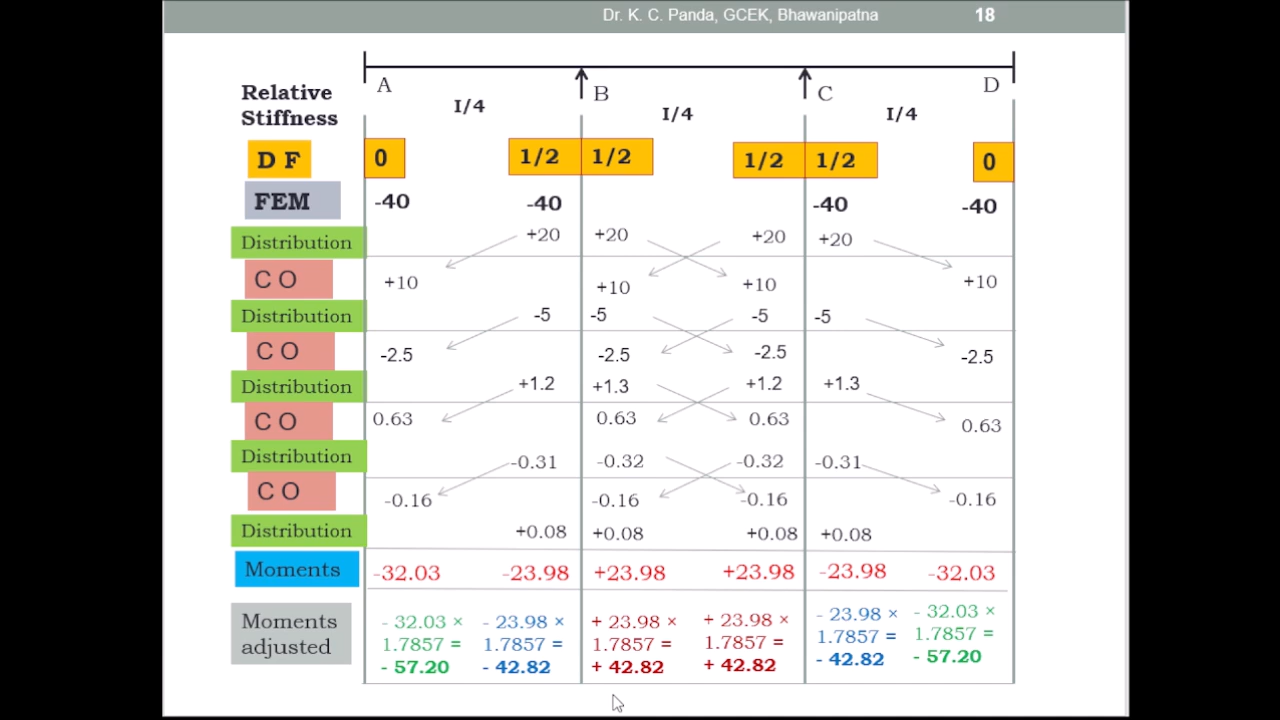 Dr. K. C. Panda, GCEK, Bhawanipatna 18
A B C D
Relative
Stiffness
I/4 I/4 I/4
D F 0 1/2 1/2 1/2 1/2 0
FEM -40 -40 -40 -40
Distribution +20 +20 +20 +20
C O +10 +10 +10 +10
Distribution -5 -5 -5 -5
C O -2.5 -2.5 -2.5 -2.5
Distribution +1.2 +1.3 +1.2 +1.3
C O 0.63 0.63 0.63 0.63
Distribution -0.31 -0.32 -0.32 -0.31
C O -0.16 -0.16 -0.16 -0.16
Distribution +0.08 +0.08 +0.08 +0.08
Moments -32.03 -23.98 +23.98 +23.98 -23.98 -32.03
Moments
adjusted
- 32.03 × - 23.98 × + 23.98 × + 23.98 × - 23.98 × - 32.03 ×
1.7857 = 1.7857 = 1.7857 = 1.7857 = 1.7857 = 1.7857 =
- 57.20 - 42.82 + 42.82 + 42.82 - 42.82 - 57.20